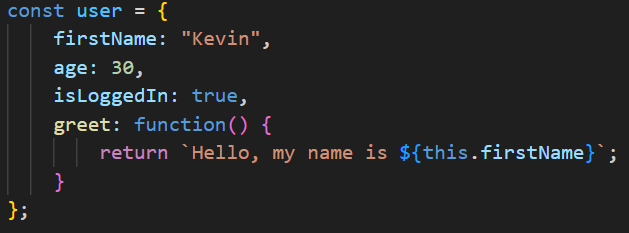 const user = {
    firstName: "Kevin",
    age: 30,
    isLoggedIn: true,
    greet: function() {
        return `Hello, my name is ${this.firstName}`;
    }
};